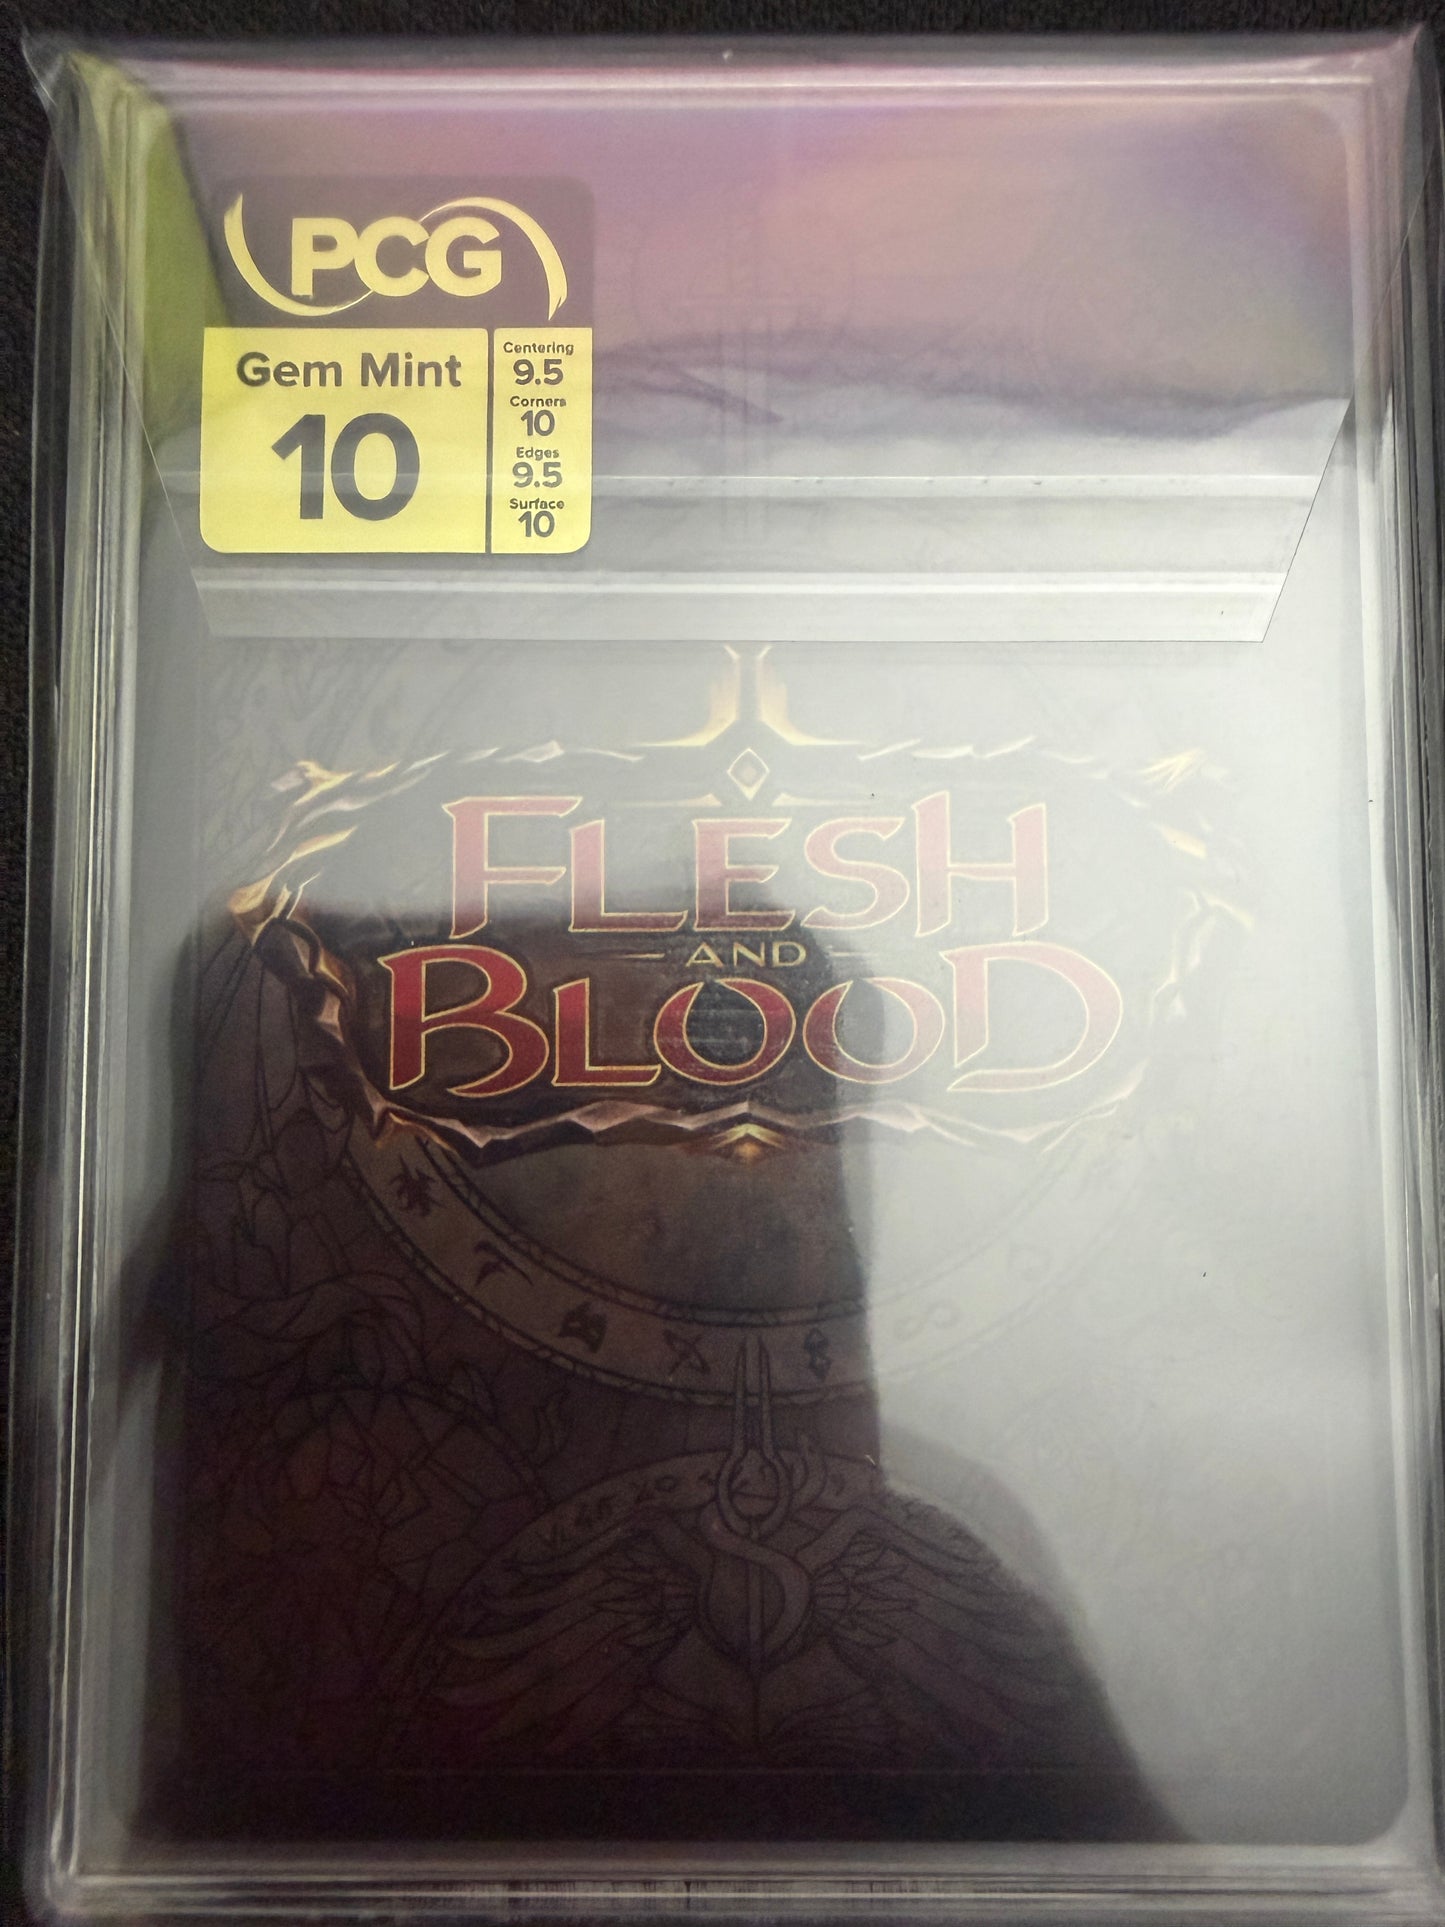 PCG
Gem Mint
10
Centering
9.5
Corners
10
Edges
9.5
Surface
10
FLESH
AND
BLOOD